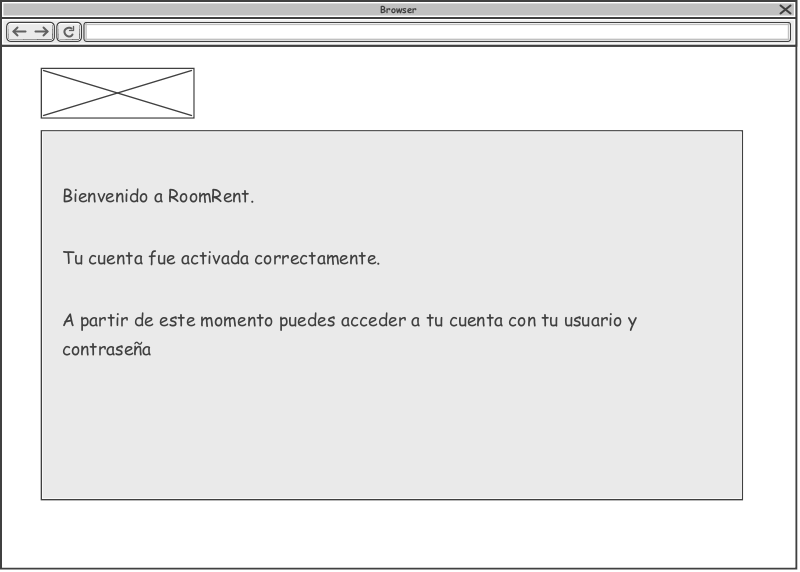 Browser
Bienvenido a RoomRent.
Tu cuenta fue activada correctamente.
A partir de este momento puedes acceder a tu cuenta con tu usuario y
contraseña